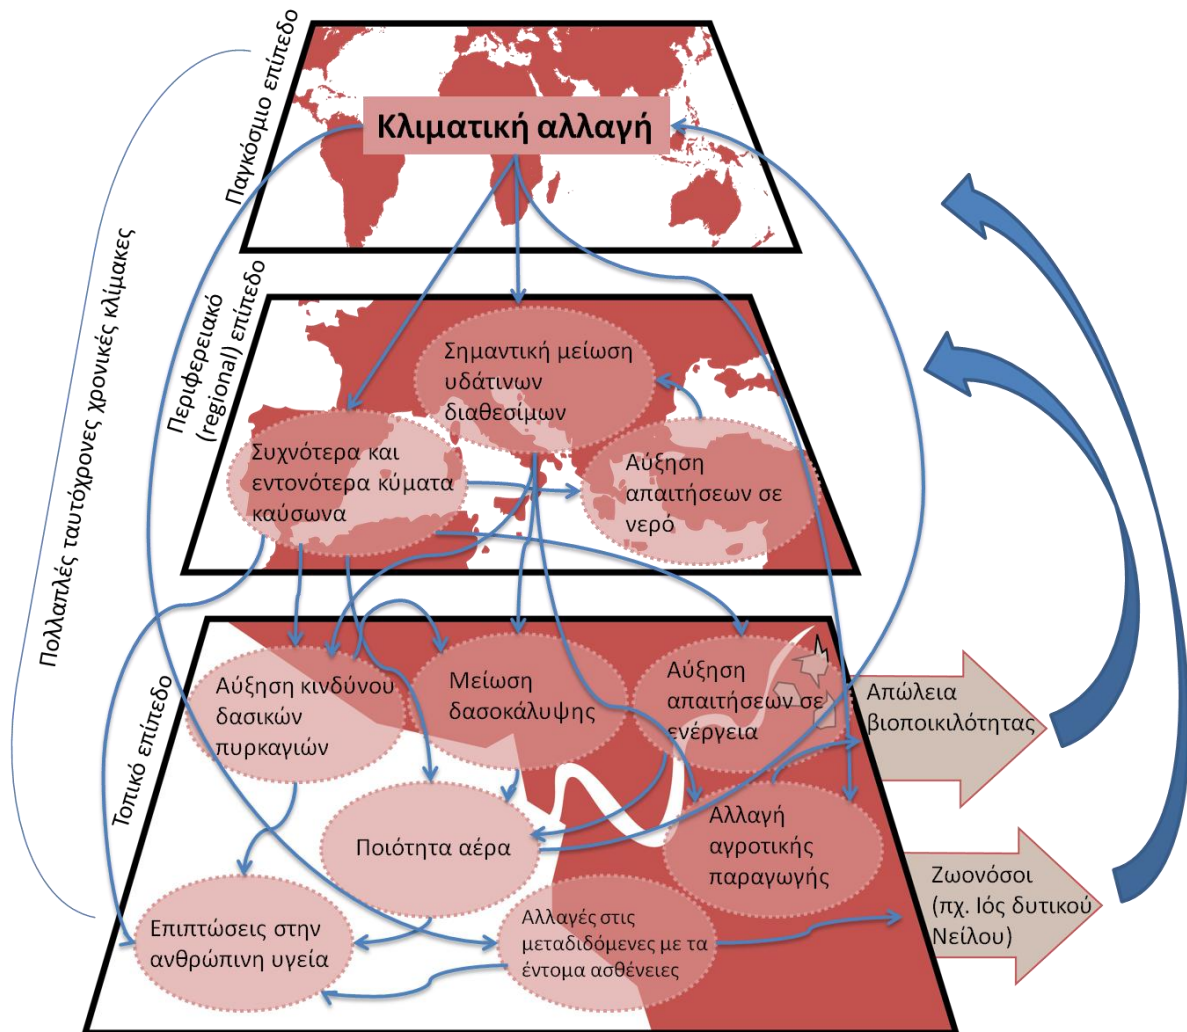 Πολλαπλές ταυτόχρονες χρονικές κλίμακες
Παγκόσμιο επίπεδο
Κλιματική αλλαγή
Περιφερειακό
(regional) επίπεδο
Σημαντική μείωση
υδάτινων
διαθεσίμων
Συχνότερα και
εντονότερα κύματα
καύσωνα
Αύξηση
απαιτήσεων σε
νερό
Τοπικό επίπεδο
Αύξηση κινδύνου
δασικών
πυρκαγιών
Μείωση
δασοκάλυψης
Αύξηση
απαιτήσεων σε
ενέργεια
Απώλεια
βιοποικιλότητας
Ποιότητα αέρα
Αλλαγή
αγροτικής
παραγωγής
Επιπτώσεις στην
ανθρώπινη υγεία
Αλλαγές στις
μεταδιδόμενες με τα
έντομα ασθένειες
Ζωονόσοι
(πχ. Ιός δυτικού
Νείλου)